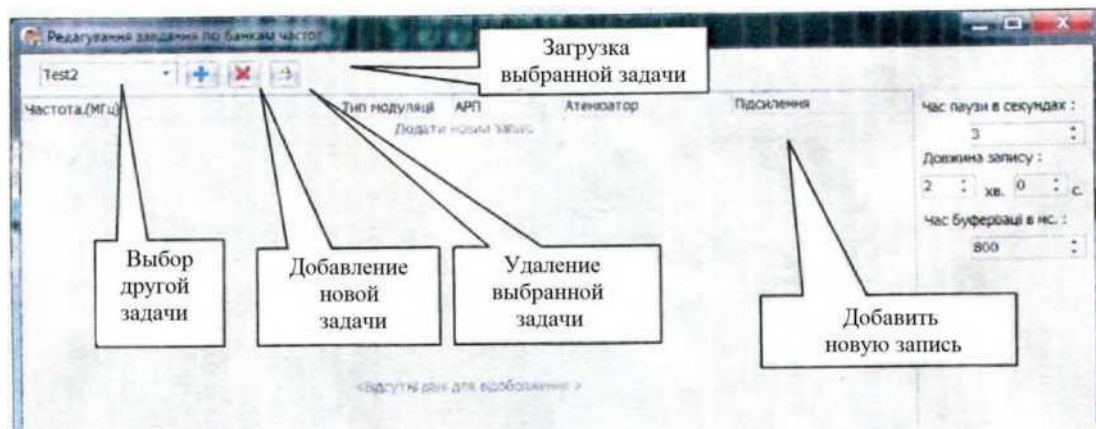 Редагування завдання по банкам частот
Загрузка
выбранной задачи
Test2
Частота.(МГц)
Тип модуляції
АРП
Атенюатор
Підсилення
Додати новий запис
Час паузи в секундах :
3
Довжина запису :
2 хв. 0 с.
Час буферваці в мс. :
800
Выбор
другой
задачи
Добавление
новой
задачи
Удаление
выбранной
задачи
Добавить
новую запись
<Відсутні дані для відображення >